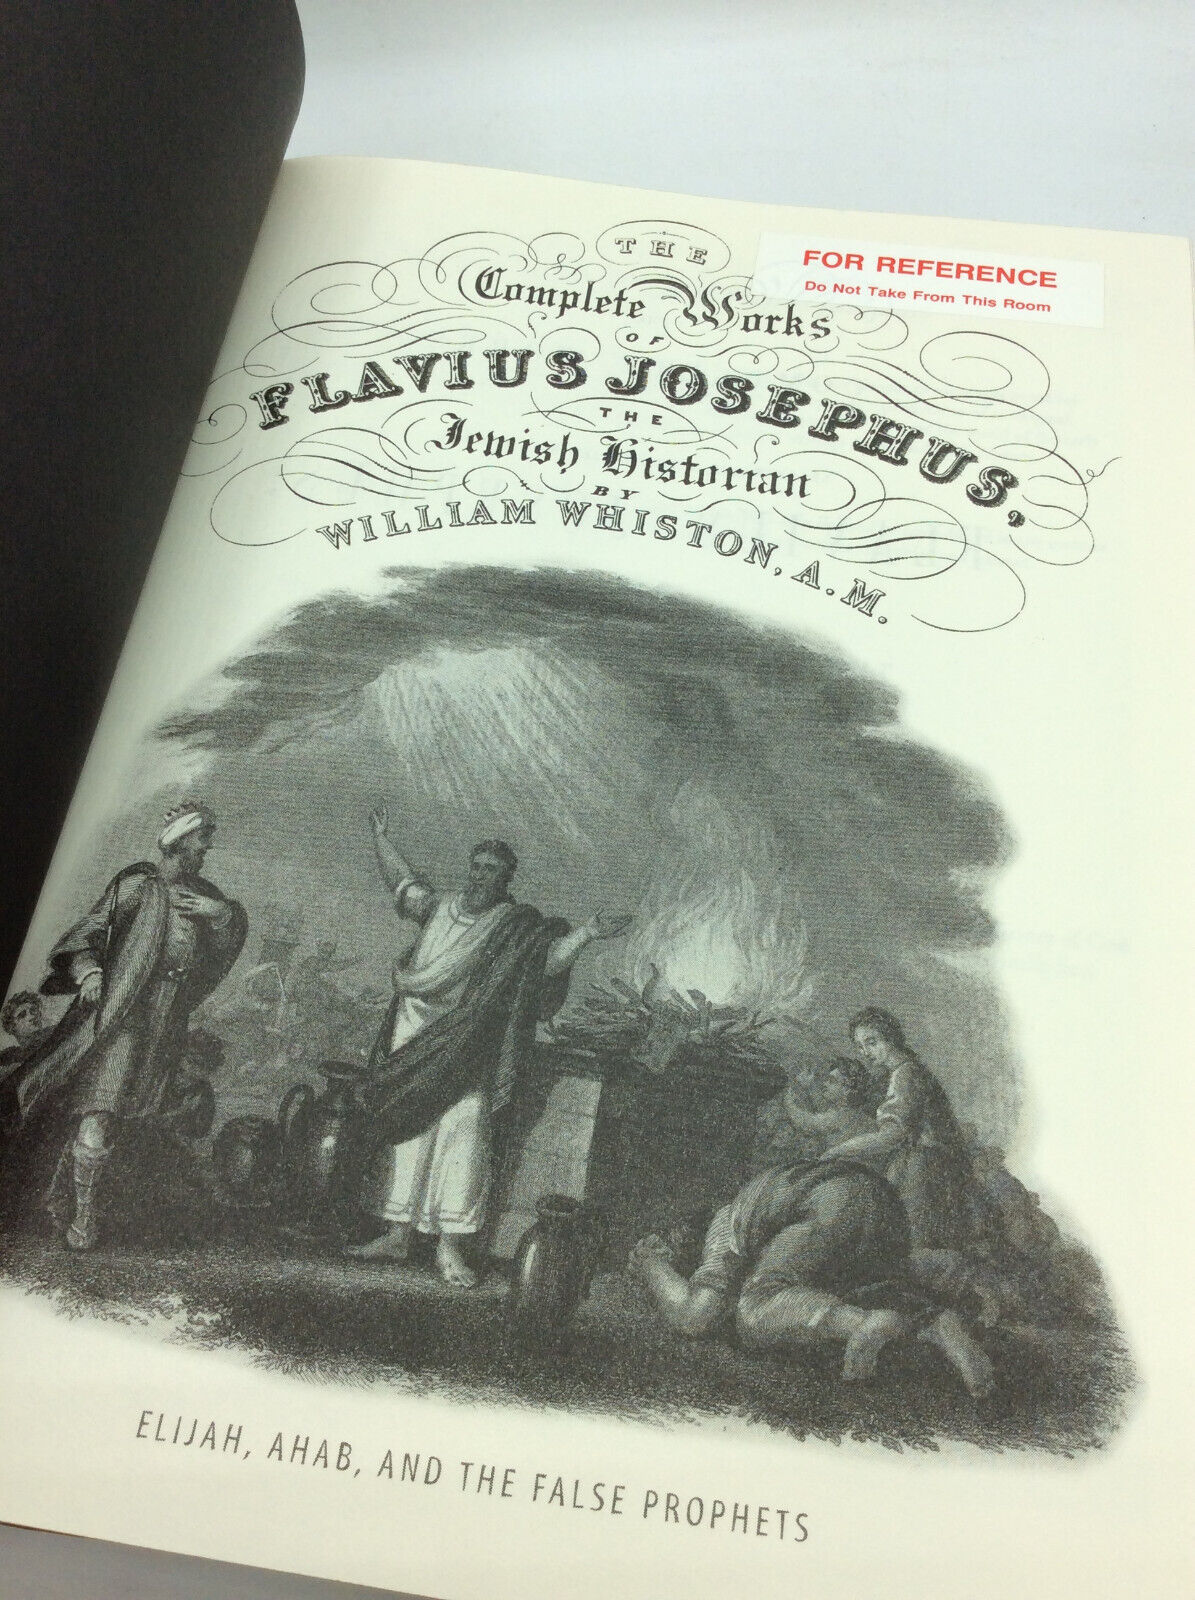 THE
Complete Works
OF
FLAVIUS JOSEPHUS,
THE
Jewish Historian
BY
WILLIAM WHISTON, A.M.
FOR REFERENCE
Do Not Take From This Room
ELIJAH, AHAB, AND THE FALSE PROPHETS